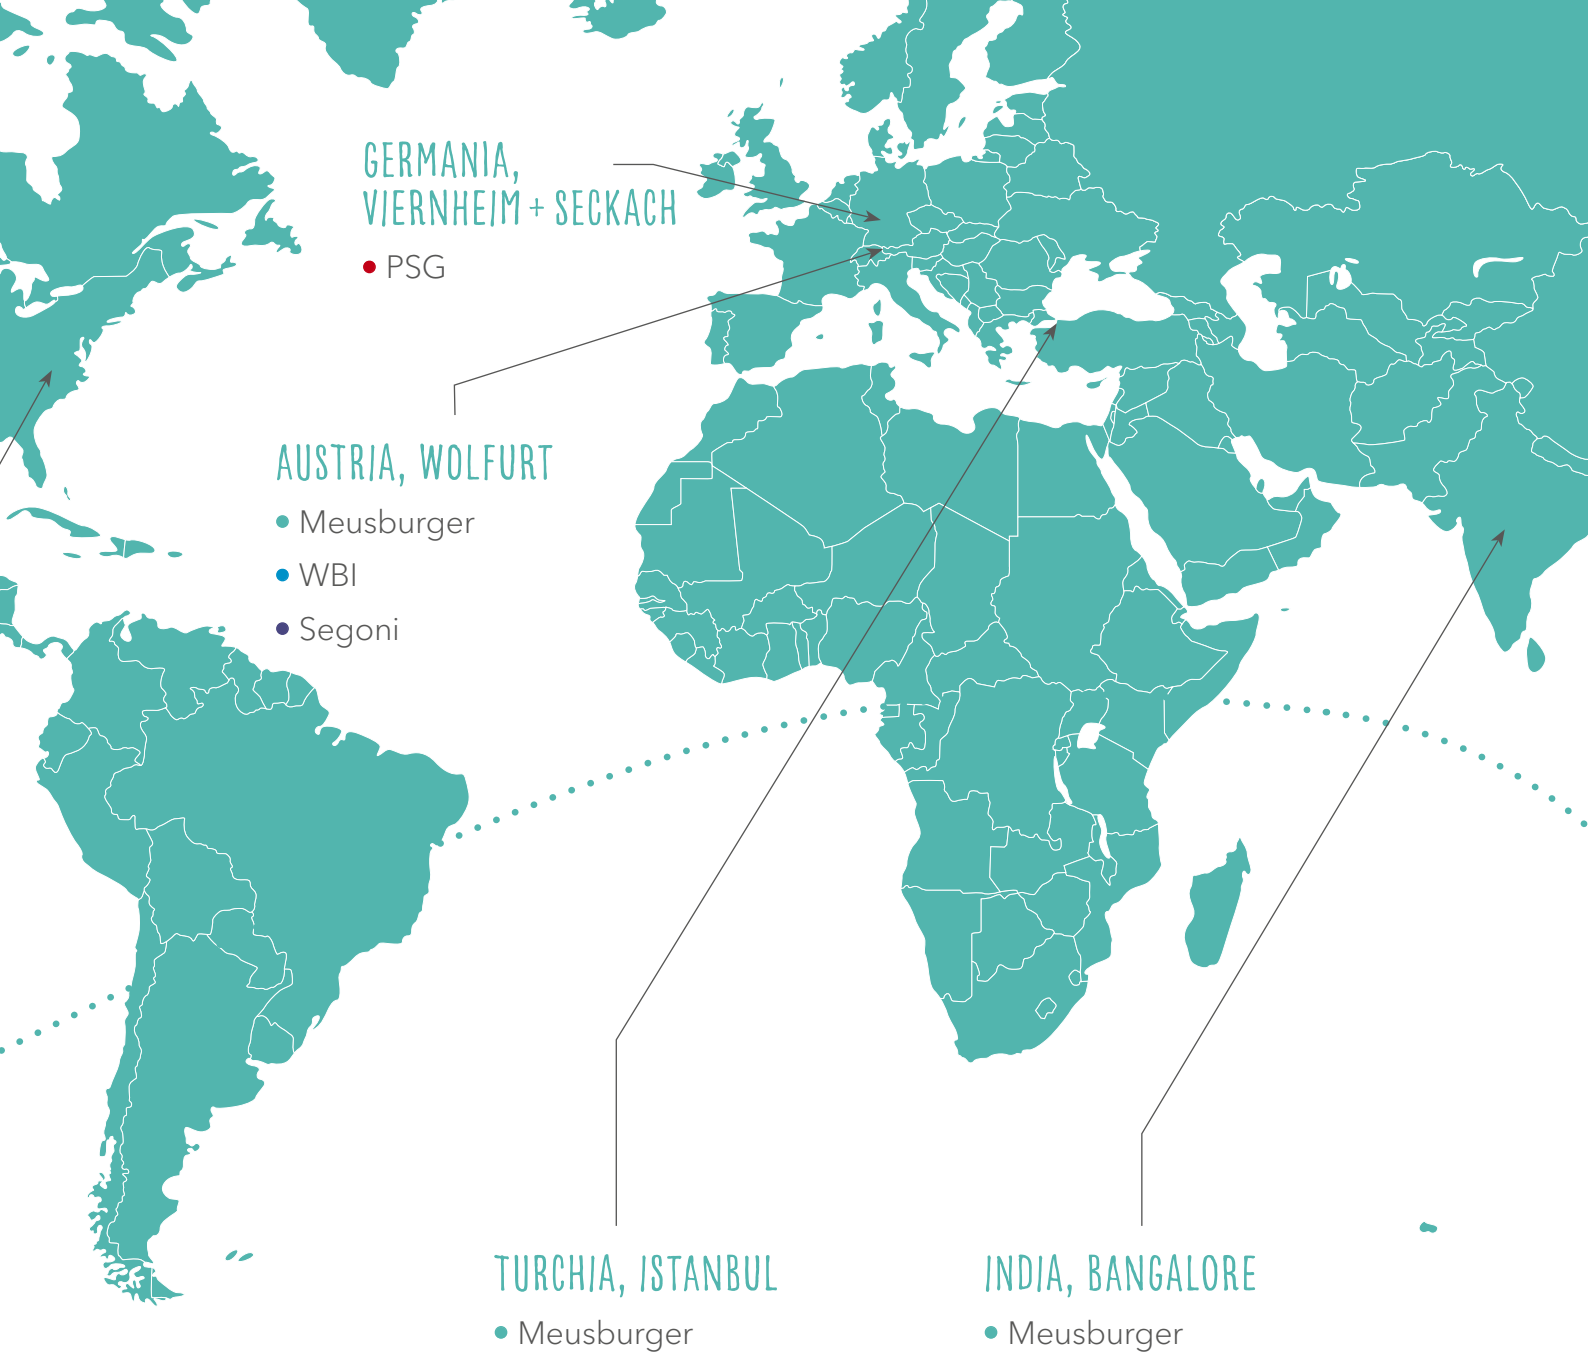 GERMANIA,
VIERNHEIM + SECKACH
• PSG
AUSTRIA, WOLFURT
• Meusburger
• WBI
• Segoni
TURCHIA, ISTANBUL
• Meusburger
INDIA, BANGALORE
• Meusburger